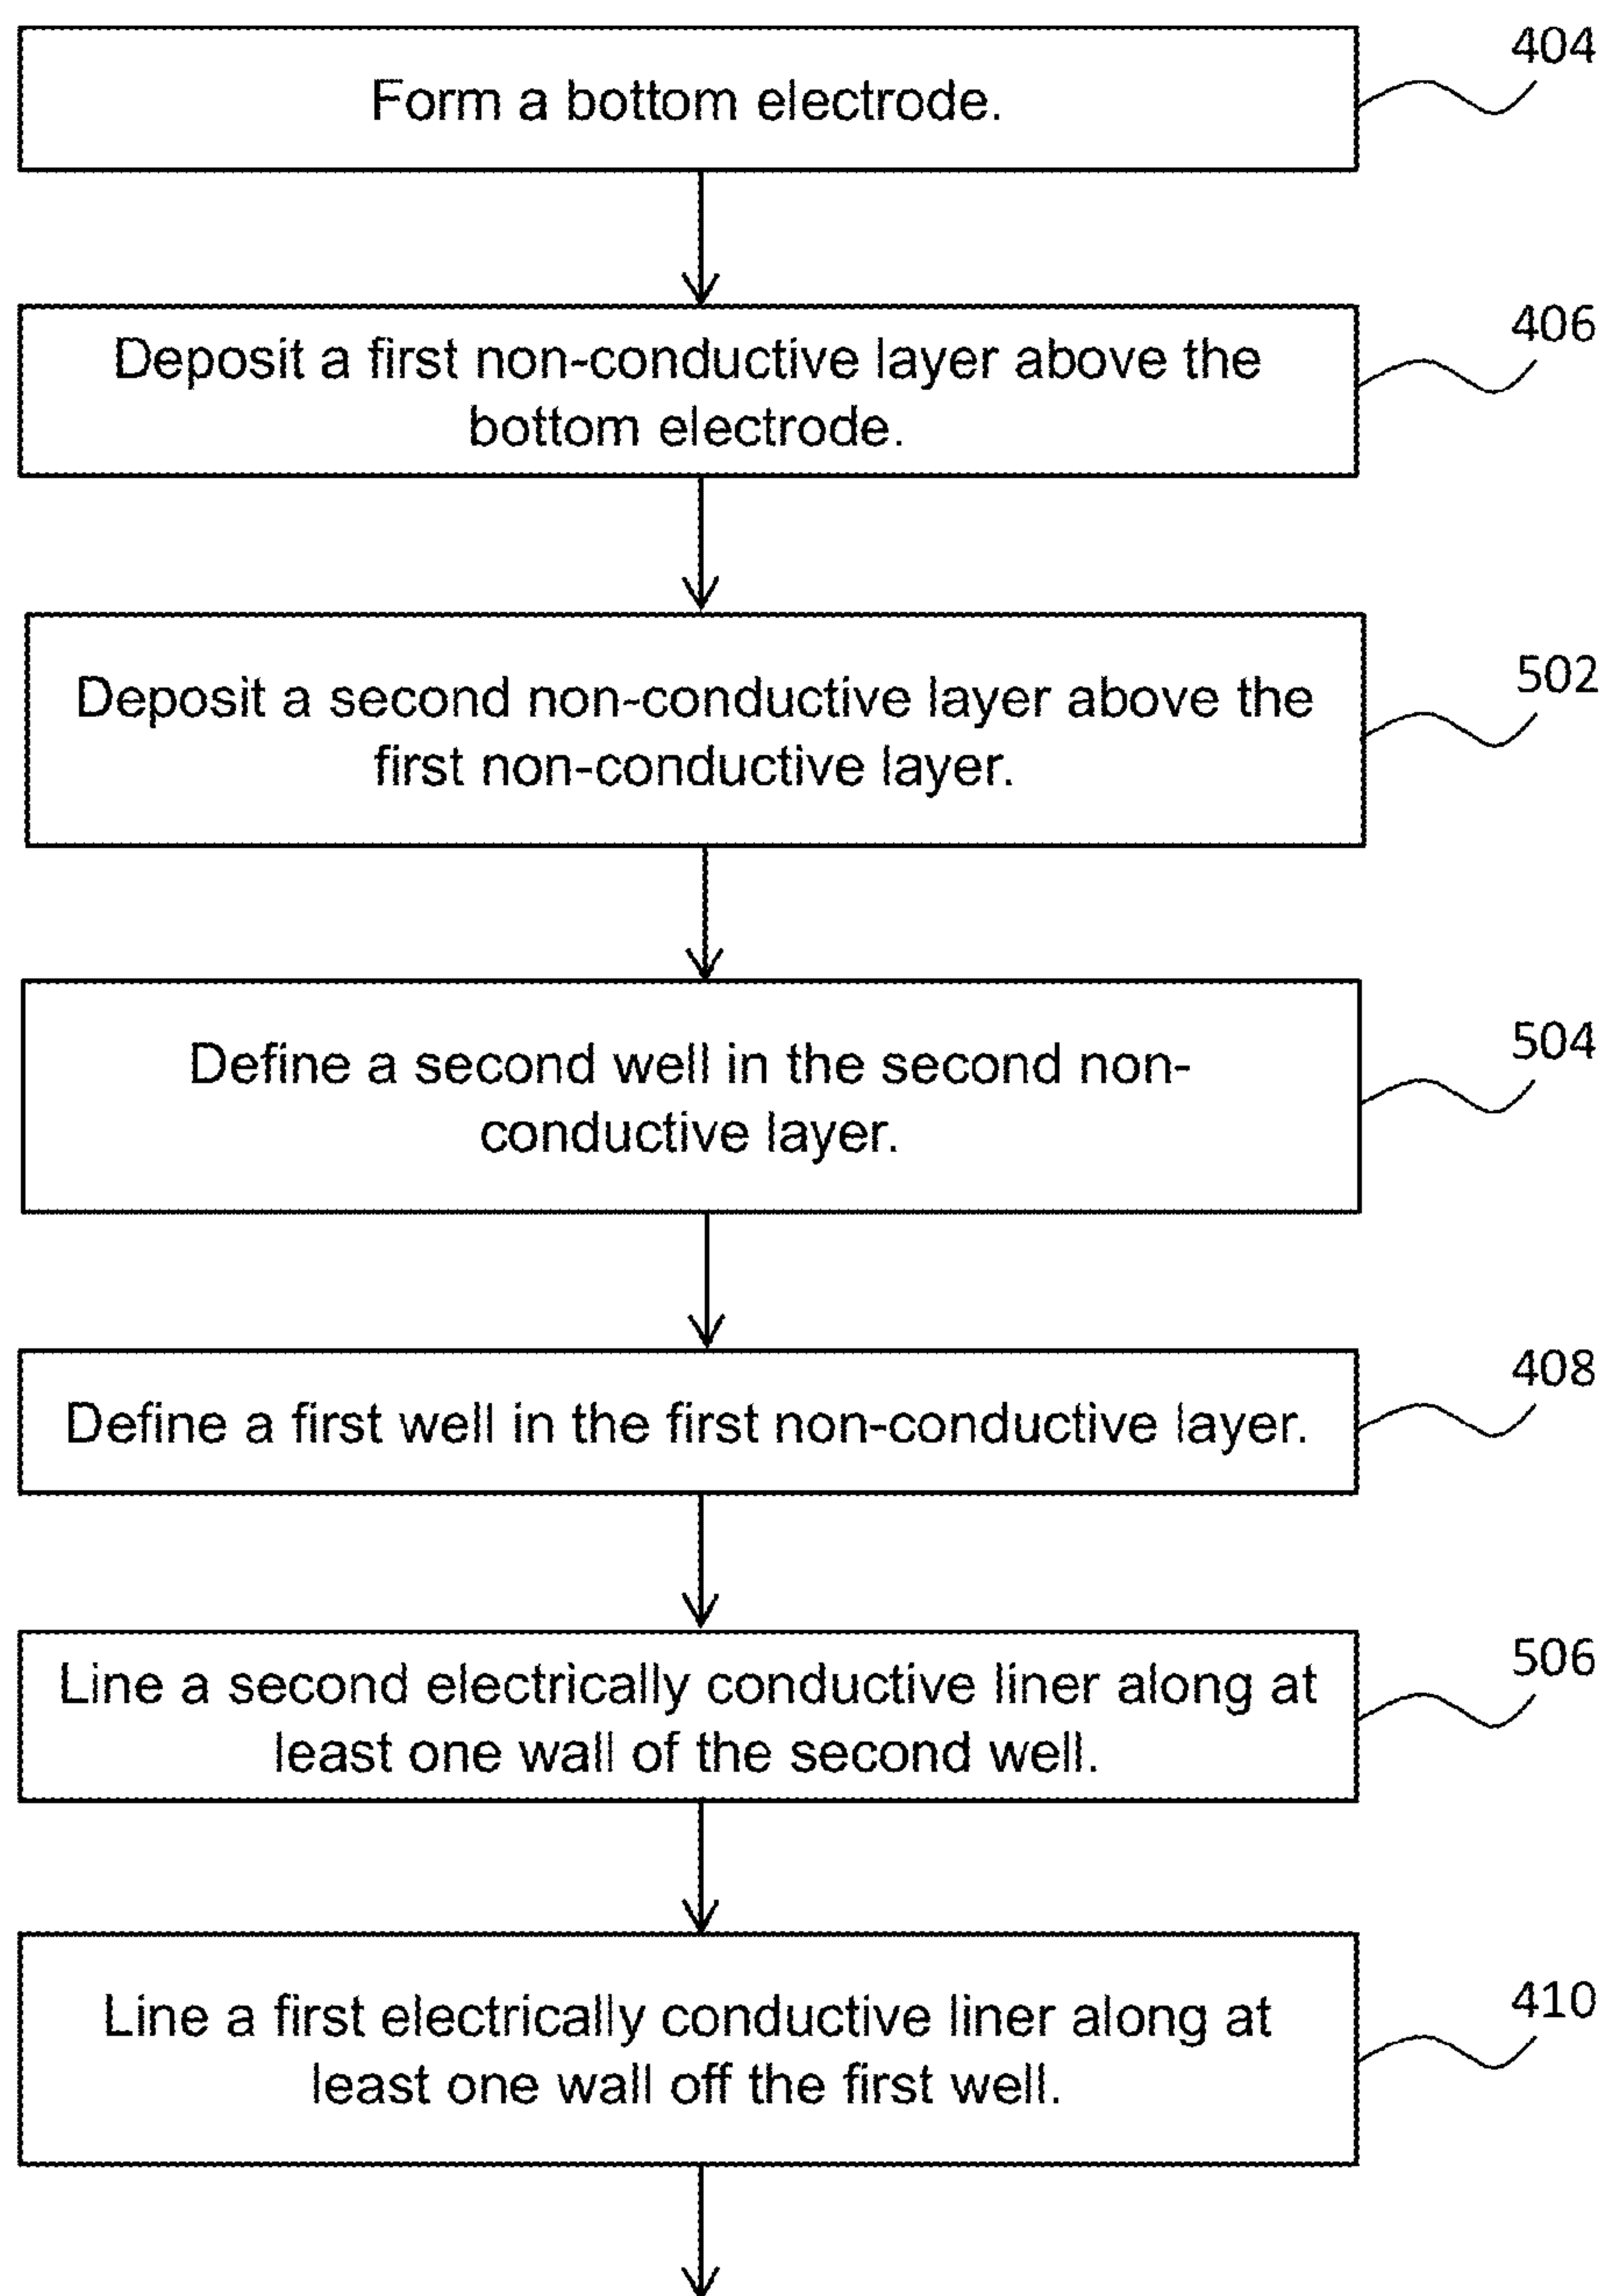 404
Form a bottom electrode.
406
Deposit a first non-conductive layer above the
bottom electrode.
502
Deposit a second non-conductive layer above the
first non-conductive layer.
504
Define a second well in the second non-
conductive layer.
408
Define a first well in the first non-conductive layer.
506
Line a second electrically conductive liner along at
least one wall of the second well.
410
Line a first electrically conductive liner along at
least one wall off the first well.